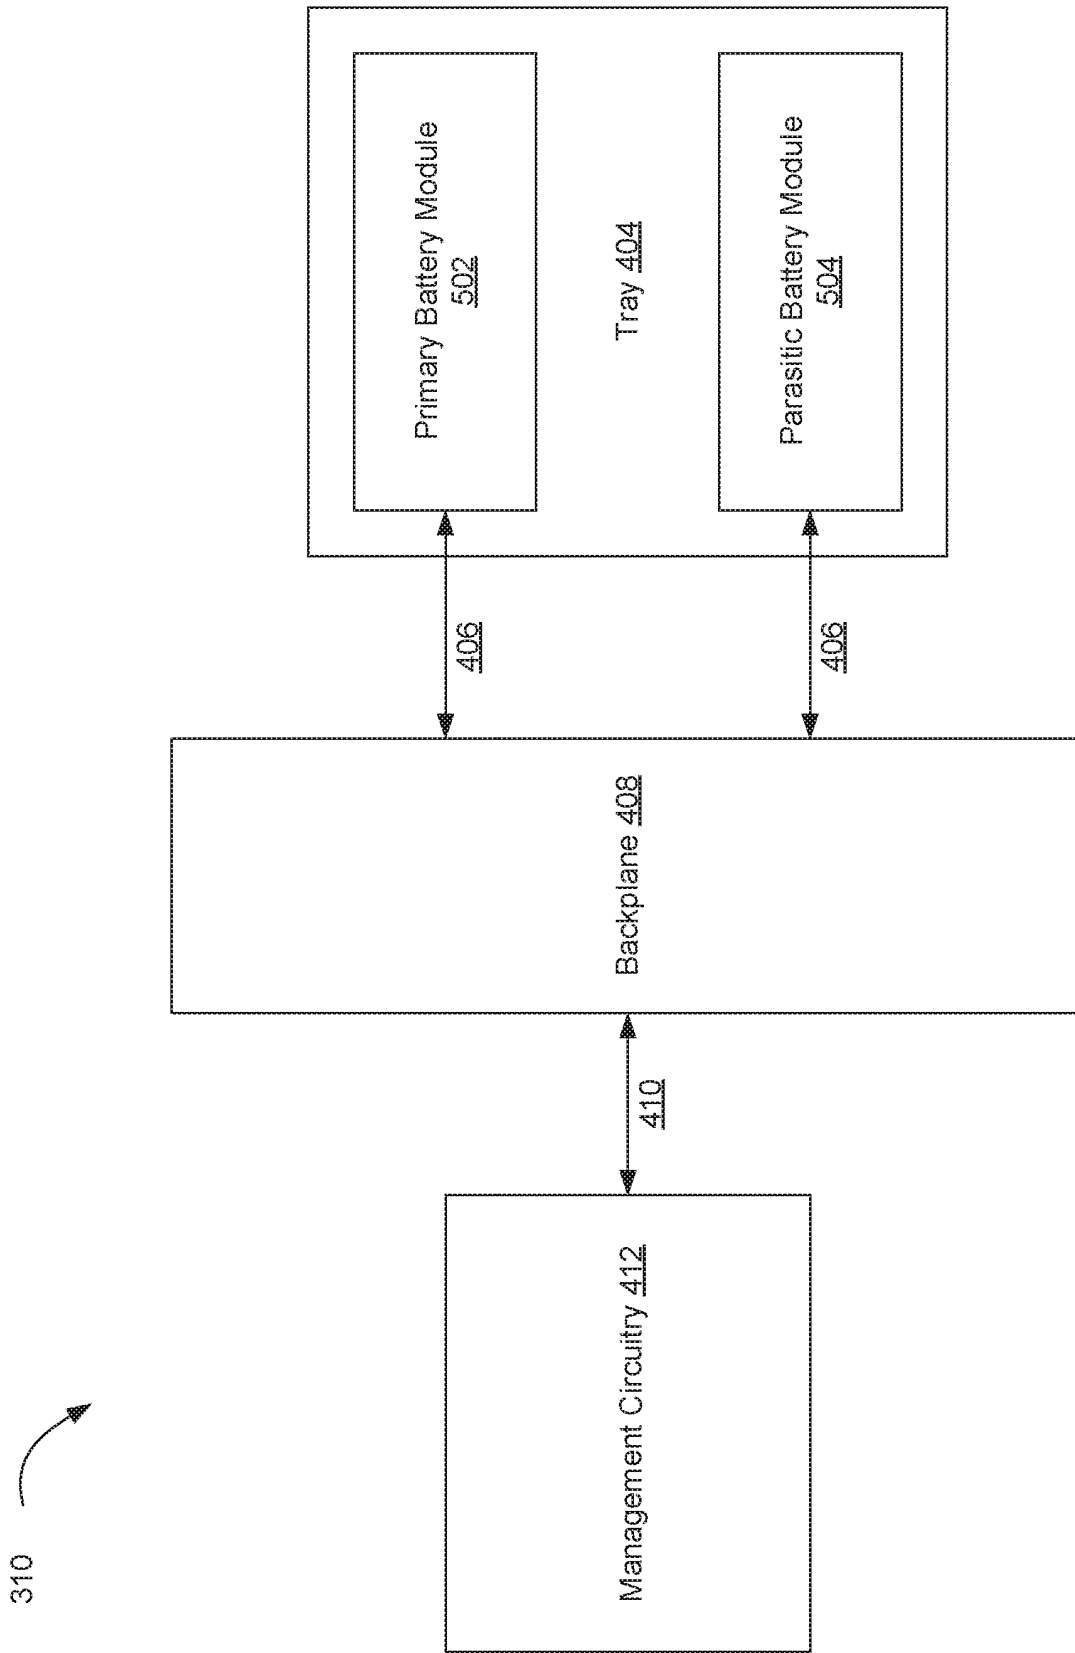 310
Management Circuitry 412
410
Backplane 408
406
406
Primary Battery Module
502
Tray 404
Parasitic Battery Module
504